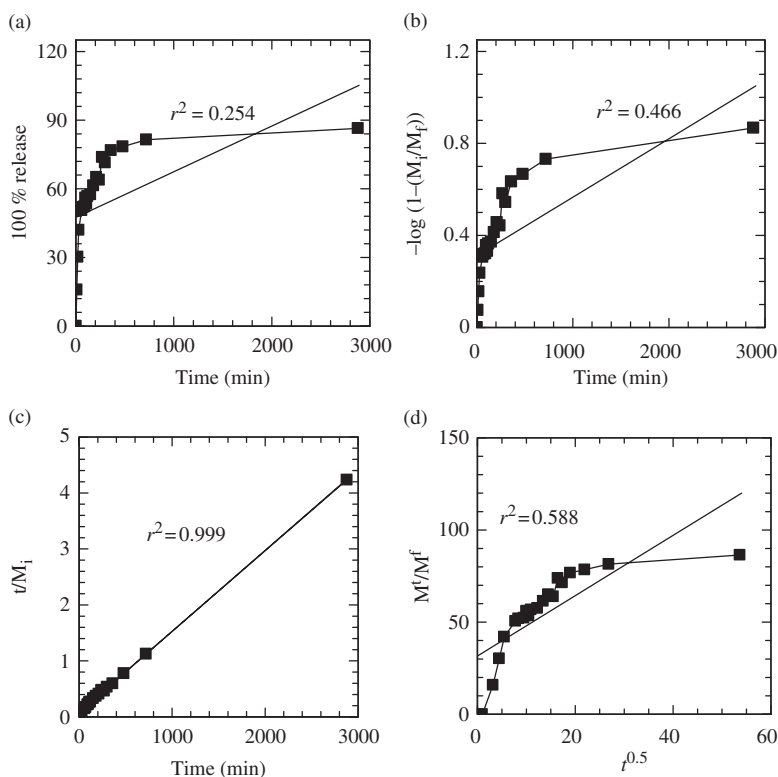 (a)
120
90
60
30
0
100 % release
r² = 0.254
0 1000 2000 3000
Time (min)
(b)
1.2
0.8
0.4
0
–log (1–(Mi/Mf))
r² = 0.466
0 1000 2000 3000
Time (min)
(c)
5
4
3
2
1
0
t/Mi
r² = 0.999
0 1000 2000 3000
Time (min)
(d)
150
100
50
0
Mᵗ/Mᶠ
r² = 0.588
0 20 40 60
t⁰·⁵